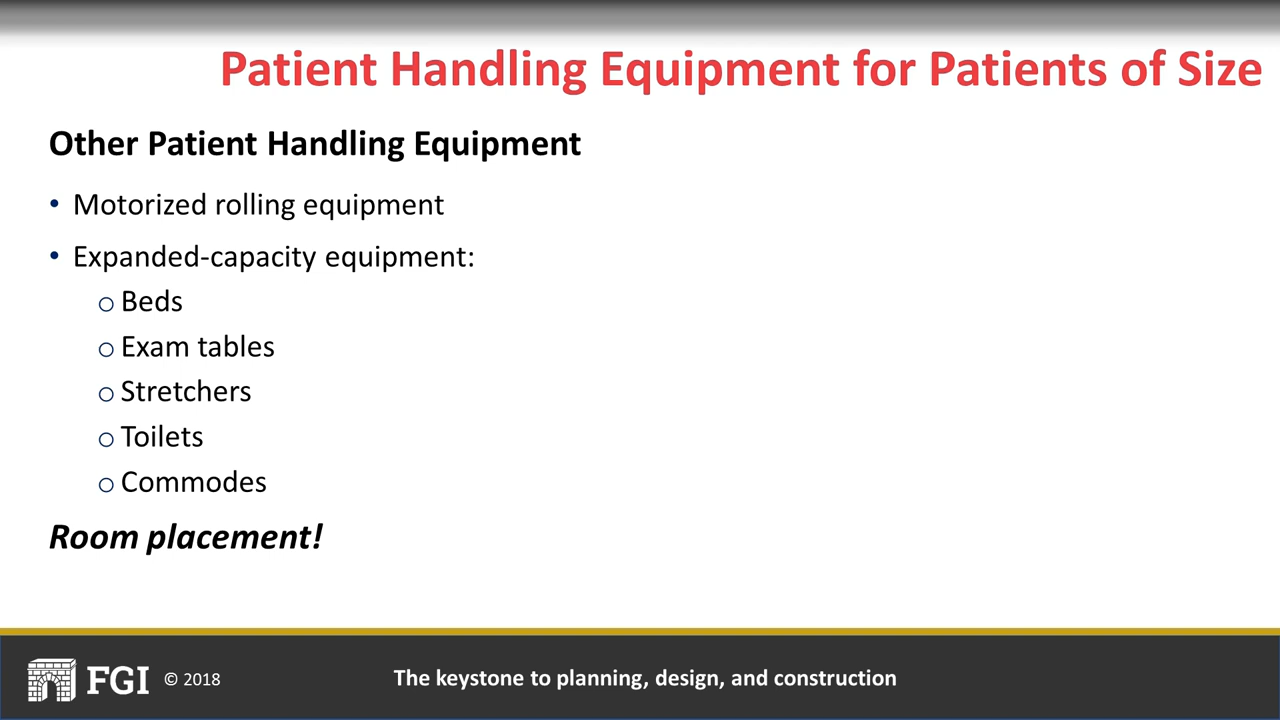 Patient Handling Equipment for Patients of Size
Other Patient Handling Equipment
• Motorized rolling equipment
• Expanded-capacity equipment:
o Beds
o Exam tables
o Stretchers
o Toilets
o Commodes
Room placement!
FGI © 2018 The keystone to planning, design, and construction